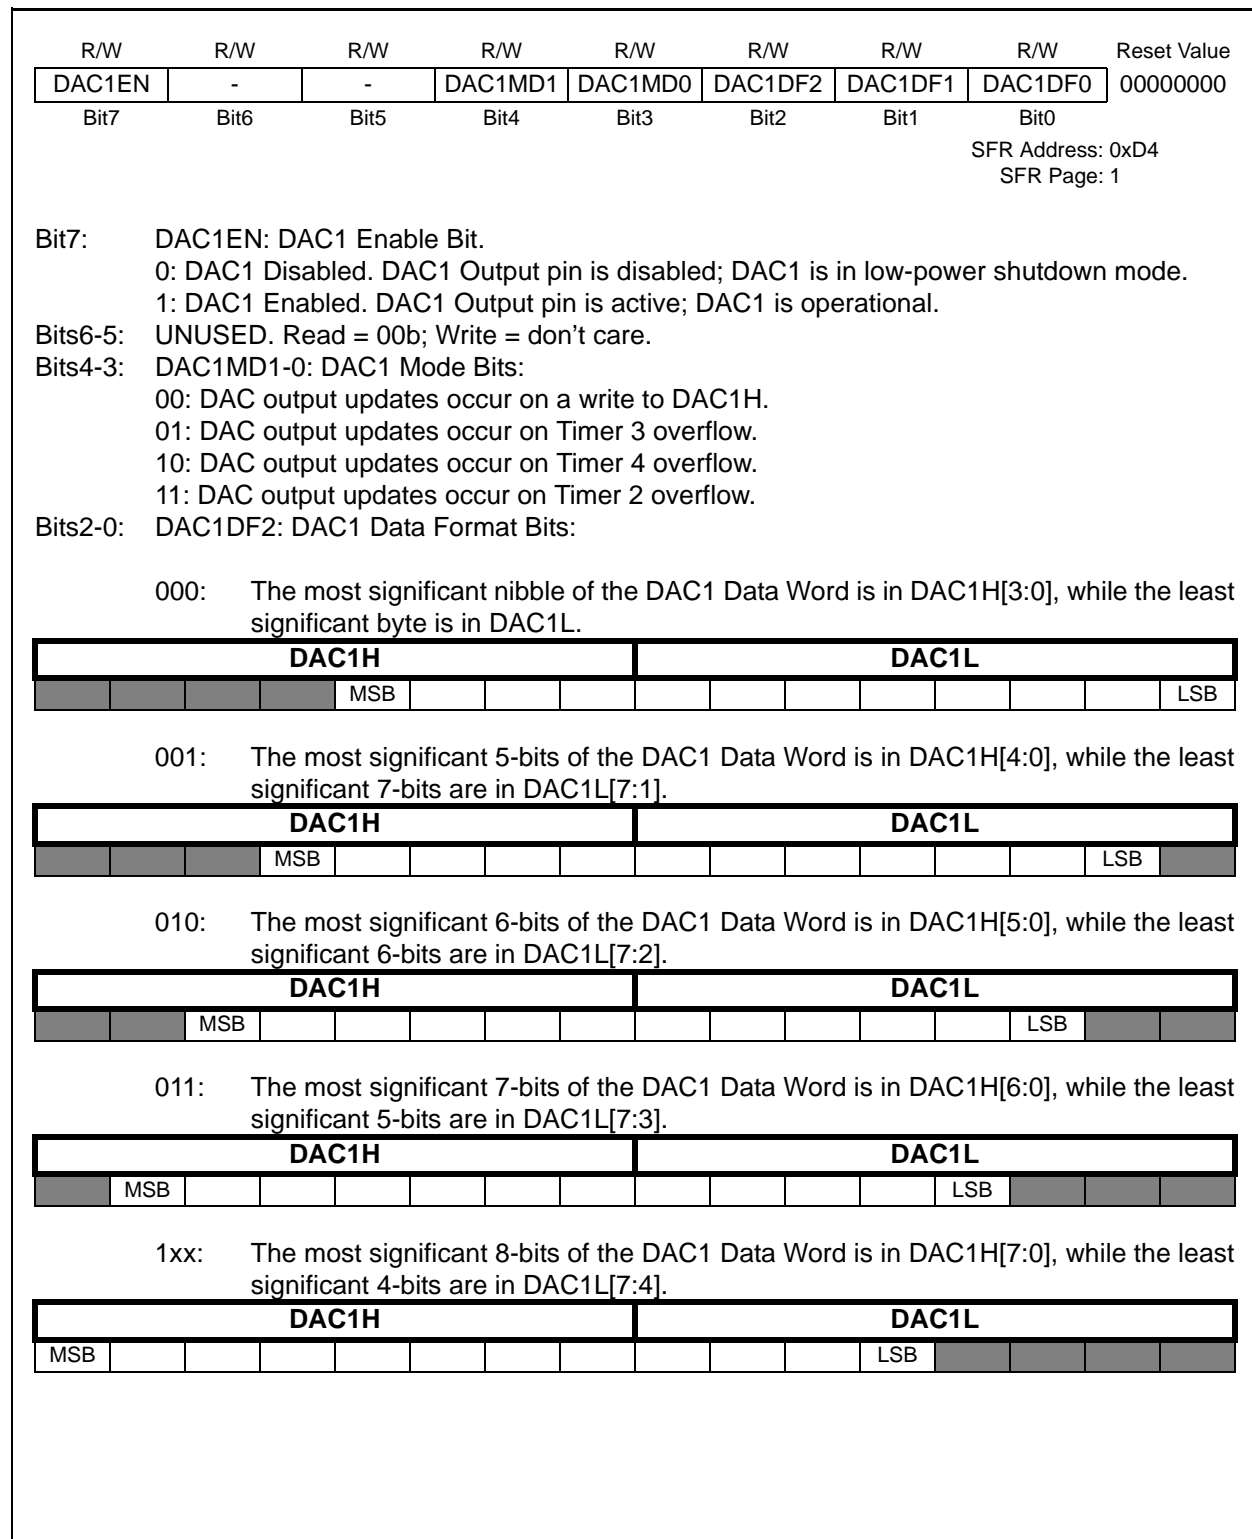 R/W R/W R/W R/W R/W R/W R/W R/W Reset Value
DAC1EN - - DAC1MD1 DAC1MD0 DAC1DF2 DAC1DF1 DAC1DF0 00000000
Bit7 Bit6 Bit5 Bit4 Bit3 Bit2 Bit1 Bit0
SFR Address: 0xD4
SFR Page: 1
Bit7: DAC1EN: DAC1 Enable Bit.
0: DAC1 Disabled. DAC1 Output pin is disabled; DAC1 is in low-power shutdown mode.
1: DAC1 Enabled. DAC1 Output pin is active; DAC1 is operational.
Bits6-5: UNUSED. Read = 00b; Write = don’t care.
Bits4-3: DAC1MD1-0: DAC1 Mode Bits:
00: DAC output updates occur on a write to DAC1H.
01: DAC output updates occur on Timer 3 overflow.
10: DAC output updates occur on Timer 4 overflow.
11: DAC output updates occur on Timer 2 overflow.
Bits2-0: DAC1DF2: DAC1 Data Format Bits:
000: The most significant nibble of the DAC1 Data Word is in DAC1H[3:0], while the least
significant byte is in DAC1L.
DAC1H DAC1L
MSB LSB
001: The most significant 5-bits of the DAC1 Data Word is in DAC1H[4:0], while the least
significant 7-bits are in DAC1L[7:1].
DAC1H DAC1L
MSB LSB
010: The most significant 6-bits of the DAC1 Data Word is in DAC1H[5:0], while the least
significant 6-bits are in DAC1L[7:2].
DAC1H DAC1L
MSB LSB
011: The most significant 7-bits of the DAC1 Data Word is in DAC1H[6:0], while the least
significant 5-bits are in DAC1L[7:3].
DAC1H DAC1L
MSB LSB
1xx: The most significant 8-bits of the DAC1 Data Word is in DAC1H[7:0], while the least
significant 4-bits are in DAC1L[7:4].
DAC1H DAC1L
MSB LSB